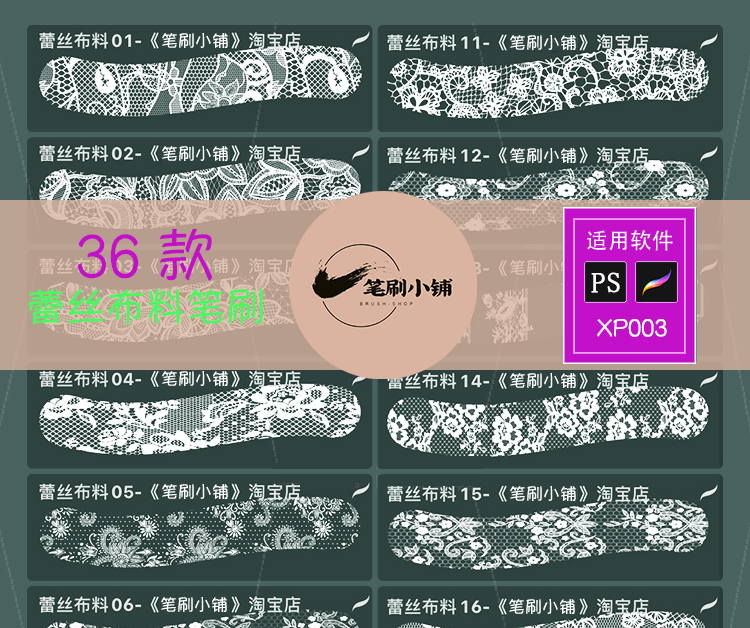 蕾丝布料01-《笔刷小铺》淘宝店
蕾丝布料11-《笔刷小铺》淘宝店
蕾丝布料02-《笔刷小铺》淘宝店
蕾丝布料12-《笔刷小铺》淘宝店
36 款
蕾丝布料笔刷
笔刷小铺
BRUSH-SHOP
适用软件
PS
XP003
蕾丝布料04-《笔刷小铺》淘宝店
蕾丝布料14-《笔刷小铺》淘宝店
蕾丝布料05-《笔刷小铺》淘宝店
蕾丝布料15-《笔刷小铺》淘宝店
蕾丝布料06-《笔刷小铺》淘宝店
蕾丝布料16-《笔刷小铺》淘宝店